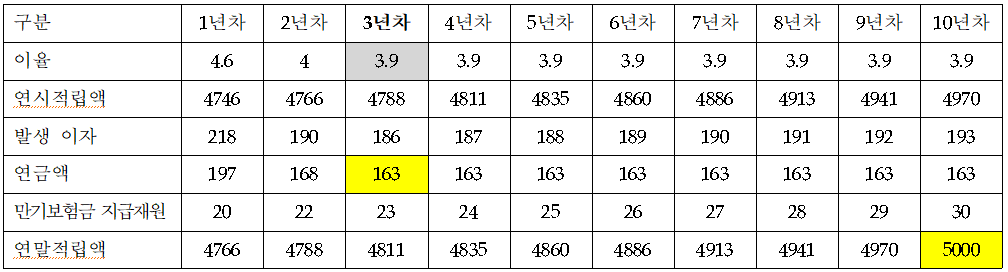 구분 1년차 2년차 3년차 4년차 5년차 6년차 7년차 8년차 9년차 10년차
이율 4.6 4 3.9 3.9 3.9 3.9 3.9 3.9 3.9 3.9
연시적립액 4746 4766 4788 4811 4835 4860 4886 4913 4941 4970
발생 이자 218 190 186 187 188 189 190 191 192 193
연금액 197 168 163 163 163 163 163 163 163 163
만기보험금 지급재원 20 22 23 24 25 26 27 28 29 30
연말적립액 4766 4788 4811 4835 4860 4886 4913 4941 4970 5000